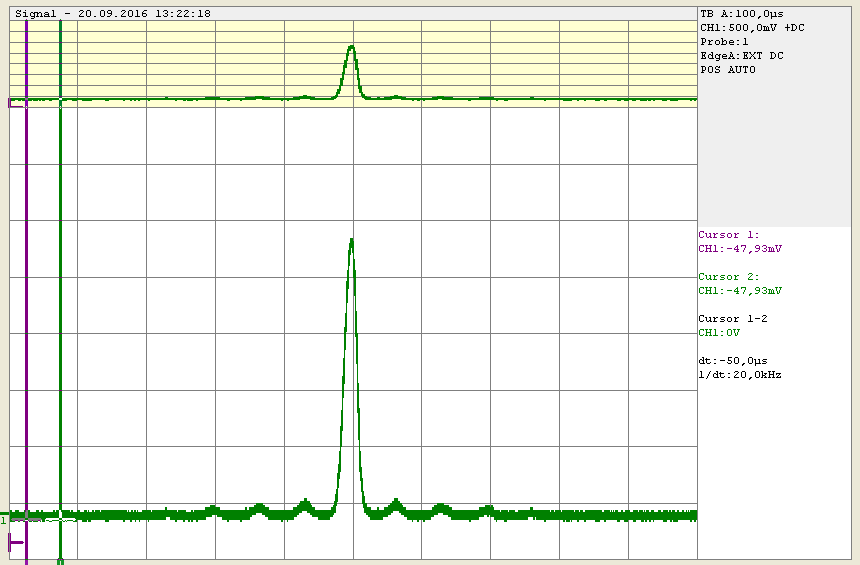 Signal - 20.09.2016 13:22:18
TB A:100,0µs
CH1:500,0mV +DC
Probe:1
EdgeA:EXT DC
POS AUTO
Cursor 1:
CH1:-47,93mV
Cursor 2:
CH1:-47,93mV
Cursor 1-2
CH1:0V
dt:-50,0µs
1/dt:20,0kHz
1